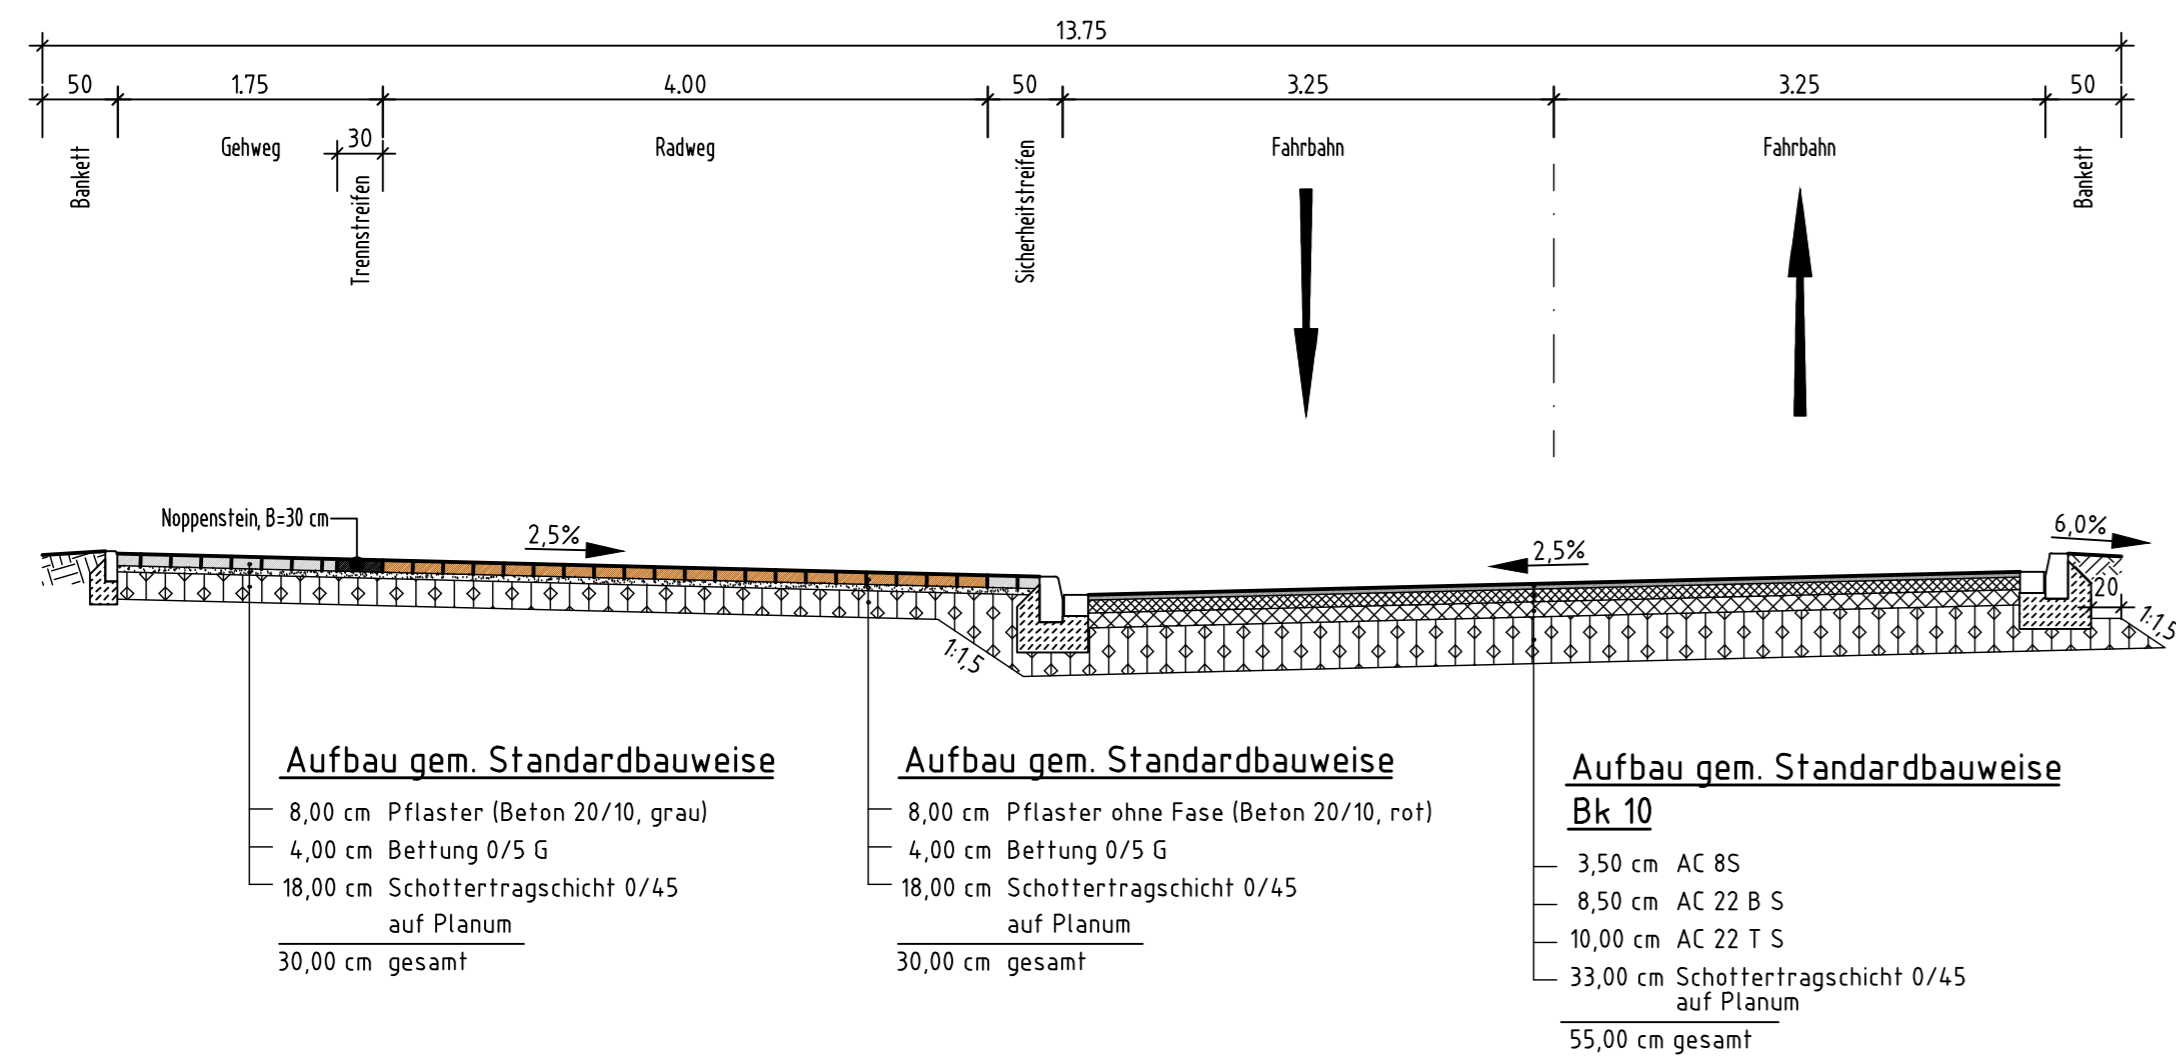 13.75
50 1.75 4.00 50 3.25 3.25 50
Bankett
Gehweg
30
Trennstreifen
Radweg
Sicherheitstreifen
Fahrbahn
Fahrbahn
Bankett
Noppenstein, B=30 cm
2,5%
2,5%
6,0%
20
1:1,5
1:1,5
Aufbau gem. Standardbauweise
8,00 cm Pflaster (Beton 20/10, grau)
4,00 cm Bettung 0/5 G
18,00 cm Schottertragschicht 0/45
auf Planum
30,00 cm gesamt
Aufbau gem. Standardbauweise
8,00 cm Pflaster ohne Fase (Beton 20/10, rot)
4,00 cm Bettung 0/5 G
18,00 cm Schottertragschicht 0/45
auf Planum
30,00 cm gesamt
Aufbau gem. Standardbauweise
Bk 10
3,50 cm AC 8S
8,50 cm AC 22 B S
10,00 cm AC 22 T S
33,00 cm Schottertragschicht 0/45
auf Planum
55,00 cm gesamt